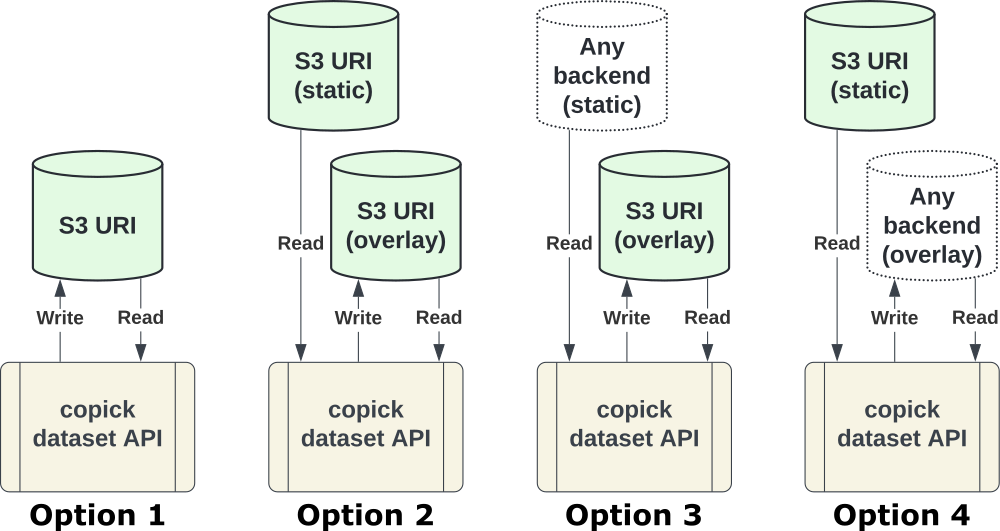 S3 URI
Write
Read
copick
dataset API
Option 1
S3 URI
(static)
S3 URI
(overlay)
Read
Write
Read
copick
dataset API
Option 2
Any
backend
(static)
S3 URI
(overlay)
Read
Write
Read
copick
dataset API
Option 3
S3 URI
(static)
Any
backend
(overlay)
Read
Write
Read
copick
dataset API
Option 4